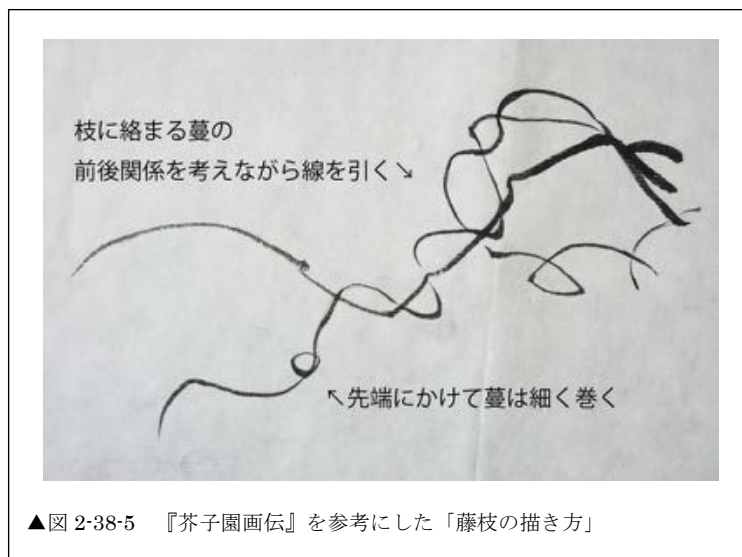 枝に絡まる蔓の
前後関係を考えながら線を引く↘
↖先端にかけて蔓は細く巻く
▲図 2-38-5　『芥子園画伝』を参考にした「藤枝の描き方」